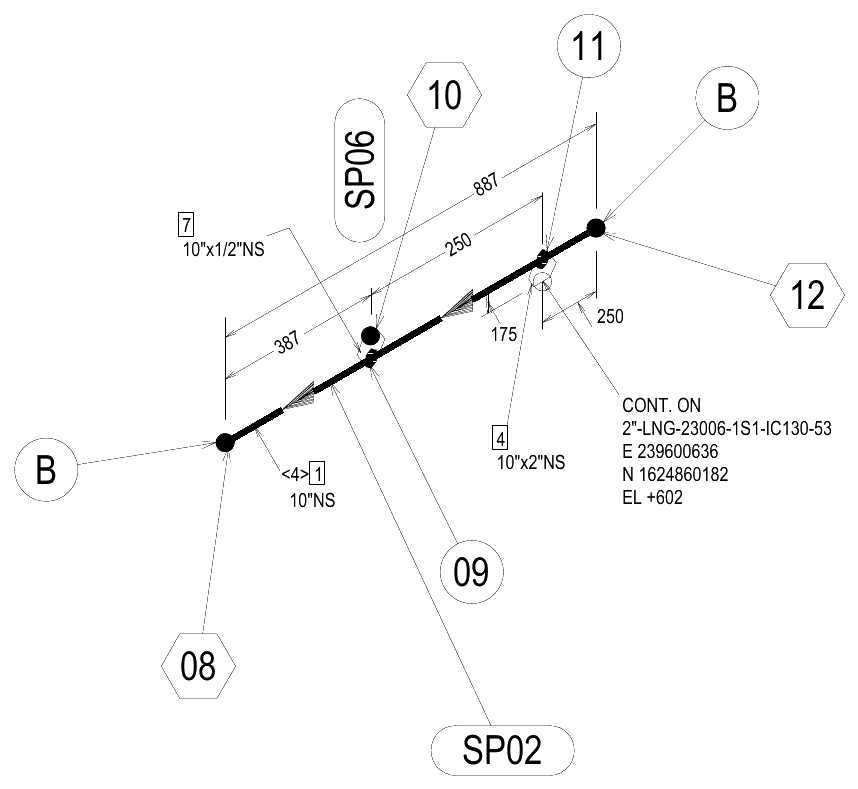 11
10
B
SP06
887
7
10"x1/2"NS
250
12
387
175
250
CONT. ON
2"-LNG-23006-1S1-IC130-53
E 239600636
N 1624860182
EL +602
4
10"x2"NS
B
<4>1
10"NS
09
08
SP02